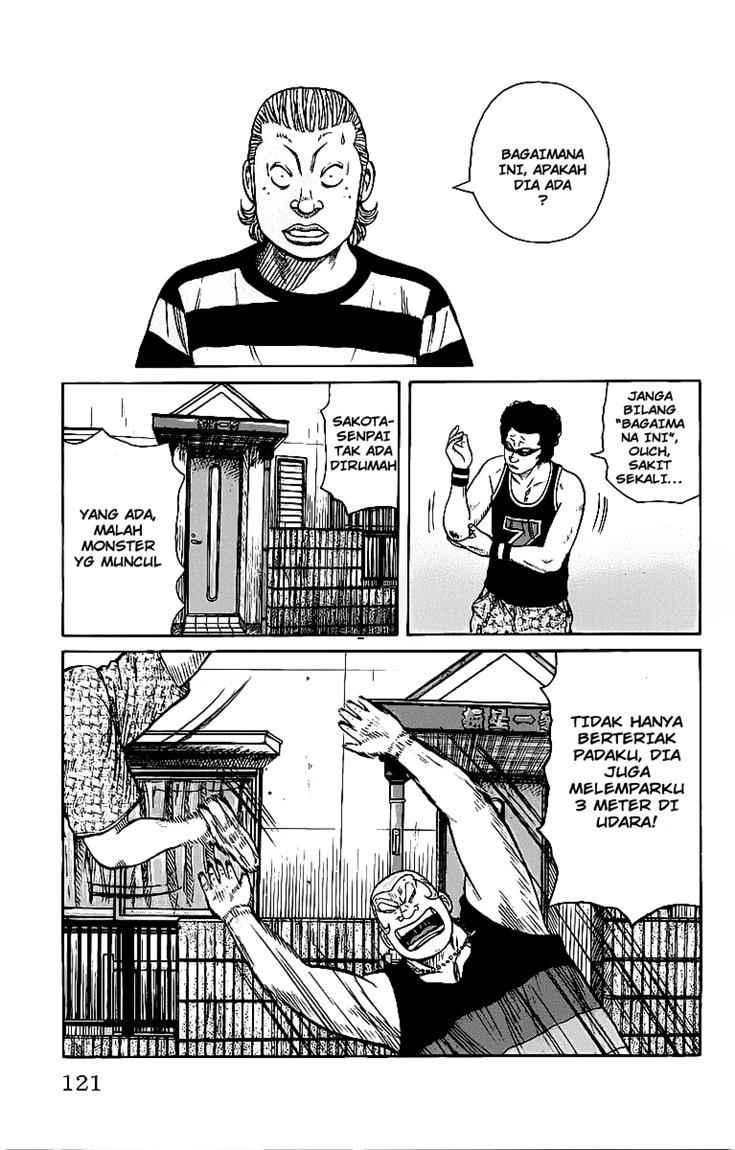 BAGAIMANA
INI, APAKAH
DIA ADA
?
JANGA
BILANG
"BAGAIMA
NA INI",
OUCH,
SAKIT
SEKALI...
SAKOTA-
SENPAI
TAK ADA
DIRUMAH
YANG ADA,
MALAH
MONSTER
YG MUNCUL
TIDAK HANYA
BERTERIAK
PADAKU, DIA
JUGA
MELEMPARKU
3 METER DI
UDARA!
121